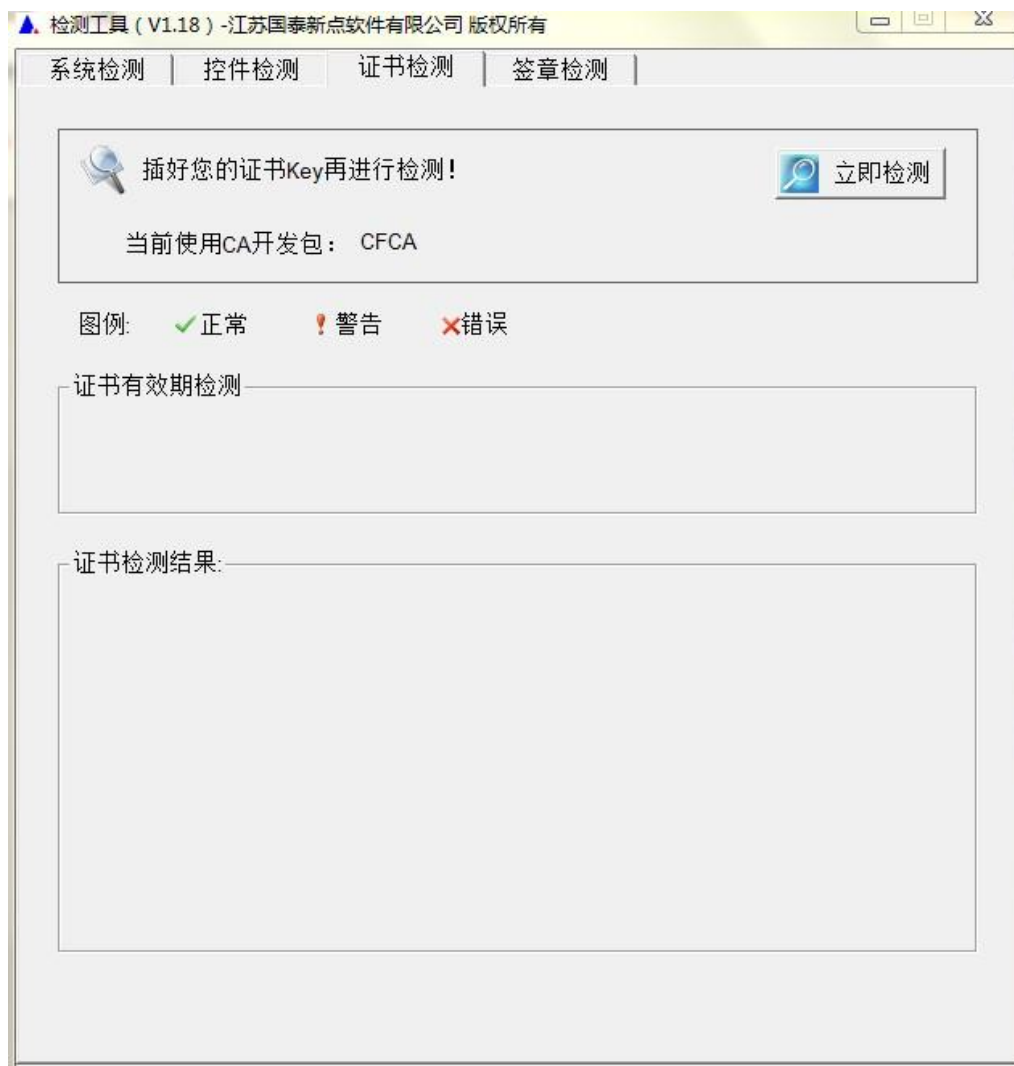 检测工具（V1.18）-江苏国泰新点软件有限公司 版权所有
系统检测 控件检测 证书检测 签章检测
插好您的证书Key再进行检测！ 立即检测
当前使用CA开发包： CFCA
图例: 正常 警告 错误
证书有效期检测
证书检测结果: